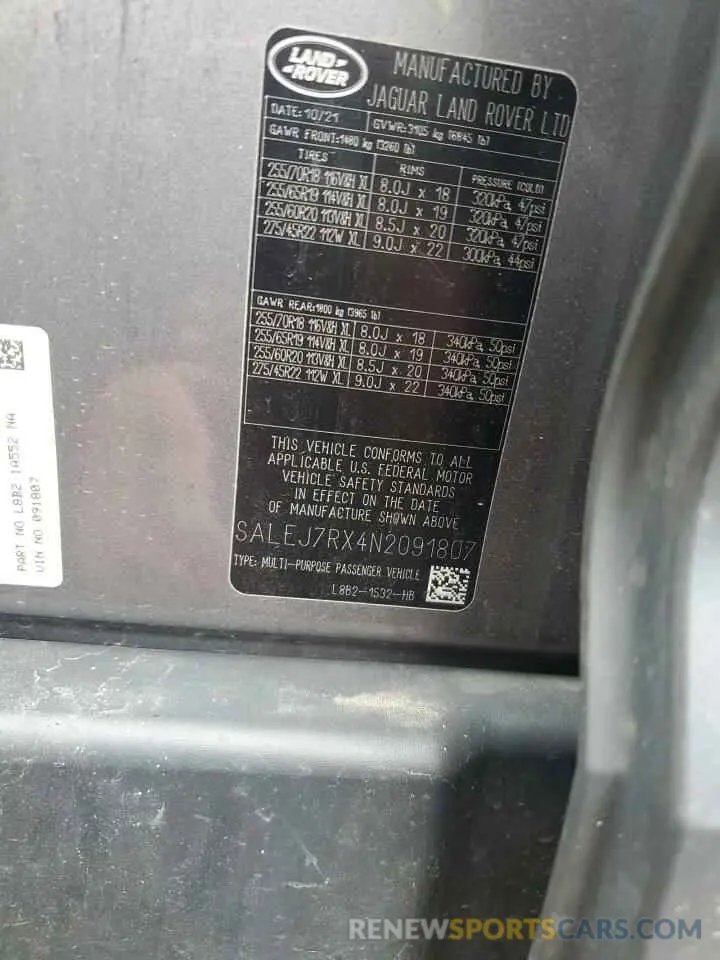 LAND ROVER
MANUFACTURED BY
JAGUAR LAND ROVER LTD
DATE:10/21 GVWR:3105 kg (6845 lb)
GAWR FRONT:1480 kg (3260 lb)
TIRES RIMS PRESSURE (COLD)
255/70R18 116V&H XL 8.0J x 18 320kPa, 47psi
255/65R19 114V&H XL 8.0J x 19 320kPa, 47psi
255/60R20 113V&H XL 8.5J x 20 320kPa, 47psi
275/45R22 112W XL 9.0J x 22 300kPa, 44psi
GAWR REAR:1800 kg (3965 lb)
255/70R18 116V&H XL 8.0J x 18 340kPa, 50psi
255/65R19 114V&H XL 8.0J x 19 340kPa, 50psi
255/60R20 113V&H XL 8.5J x 20 340kPa, 50psi
275/45R22 112W XL 9.0J x 22 340kPa, 50psi
THIS VEHICLE CONFORMS TO ALL
APPLICABLE U.S. FEDERAL MOTOR
VEHICLE SAFETY STANDARDS
IN EFFECT ON THE DATE
OF MANUFACTURE SHOWN ABOVE
SALEJ7RX4N2091807
TYPE: MULTI-PURPOSE PASSENGER VEHICLE
L8B2-1532-HB
PART NO L8B2 1A552 NA
VIN NO 091807
RENEWSPORTSCARS.COM